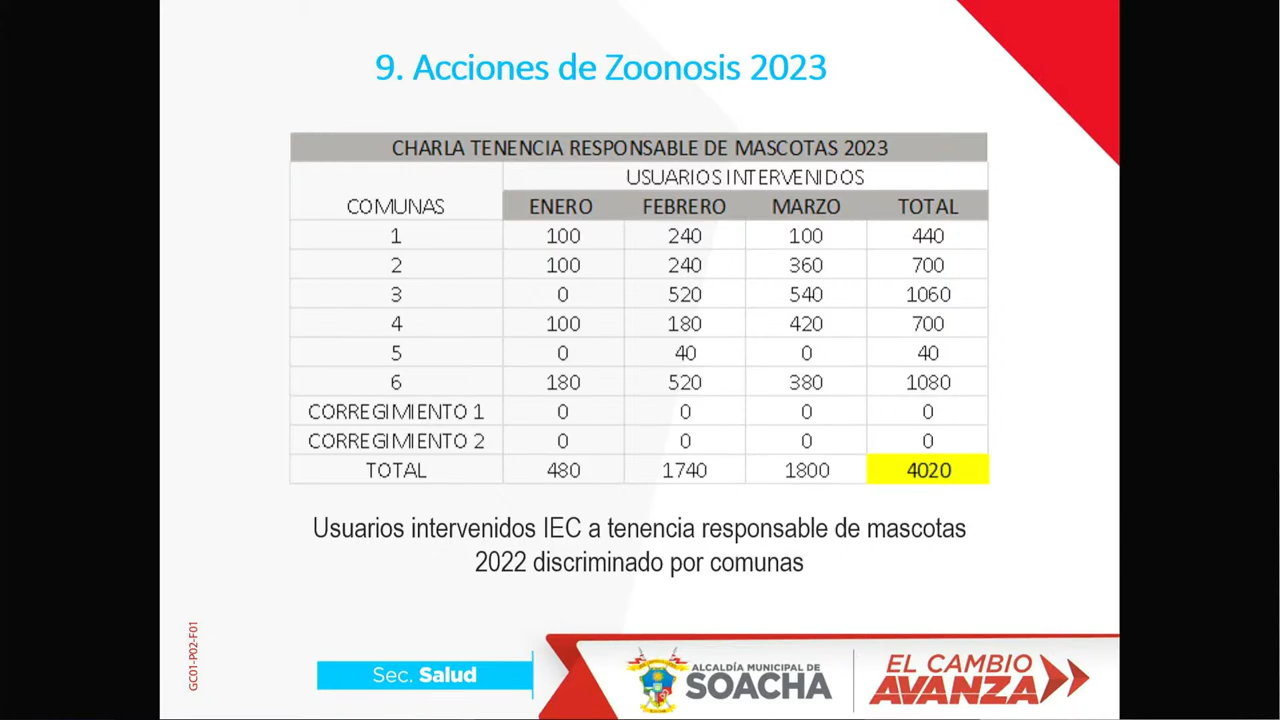 9. Acciones de Zoonosis 2023
CHARLA TENENCIA RESPONSABLE DE MASCOTAS 2023
USUARIOS INTERVENIDOS
COMUNAS ENERO FEBRERO MARZO TOTAL
1 100 240 100 440
2 100 240 360 700
3 0 520 540 1060
4 100 180 420 700
5 0 40 0 40
6 180 520 380 1080
CORREGIMIENTO 1 0 0 0 0
CORREGIMIENTO 2 0 0 0 0
TOTAL 480 1740 1800 4020
Usuarios intervenidos IEC a tenencia responsable de mascotas
2022 discriminado por comunas
GC01-P02-F01
Sec. Salud
ALCALDÍA MUNICIPAL DE
SOACHA
EL CAMBIO
AVANZA